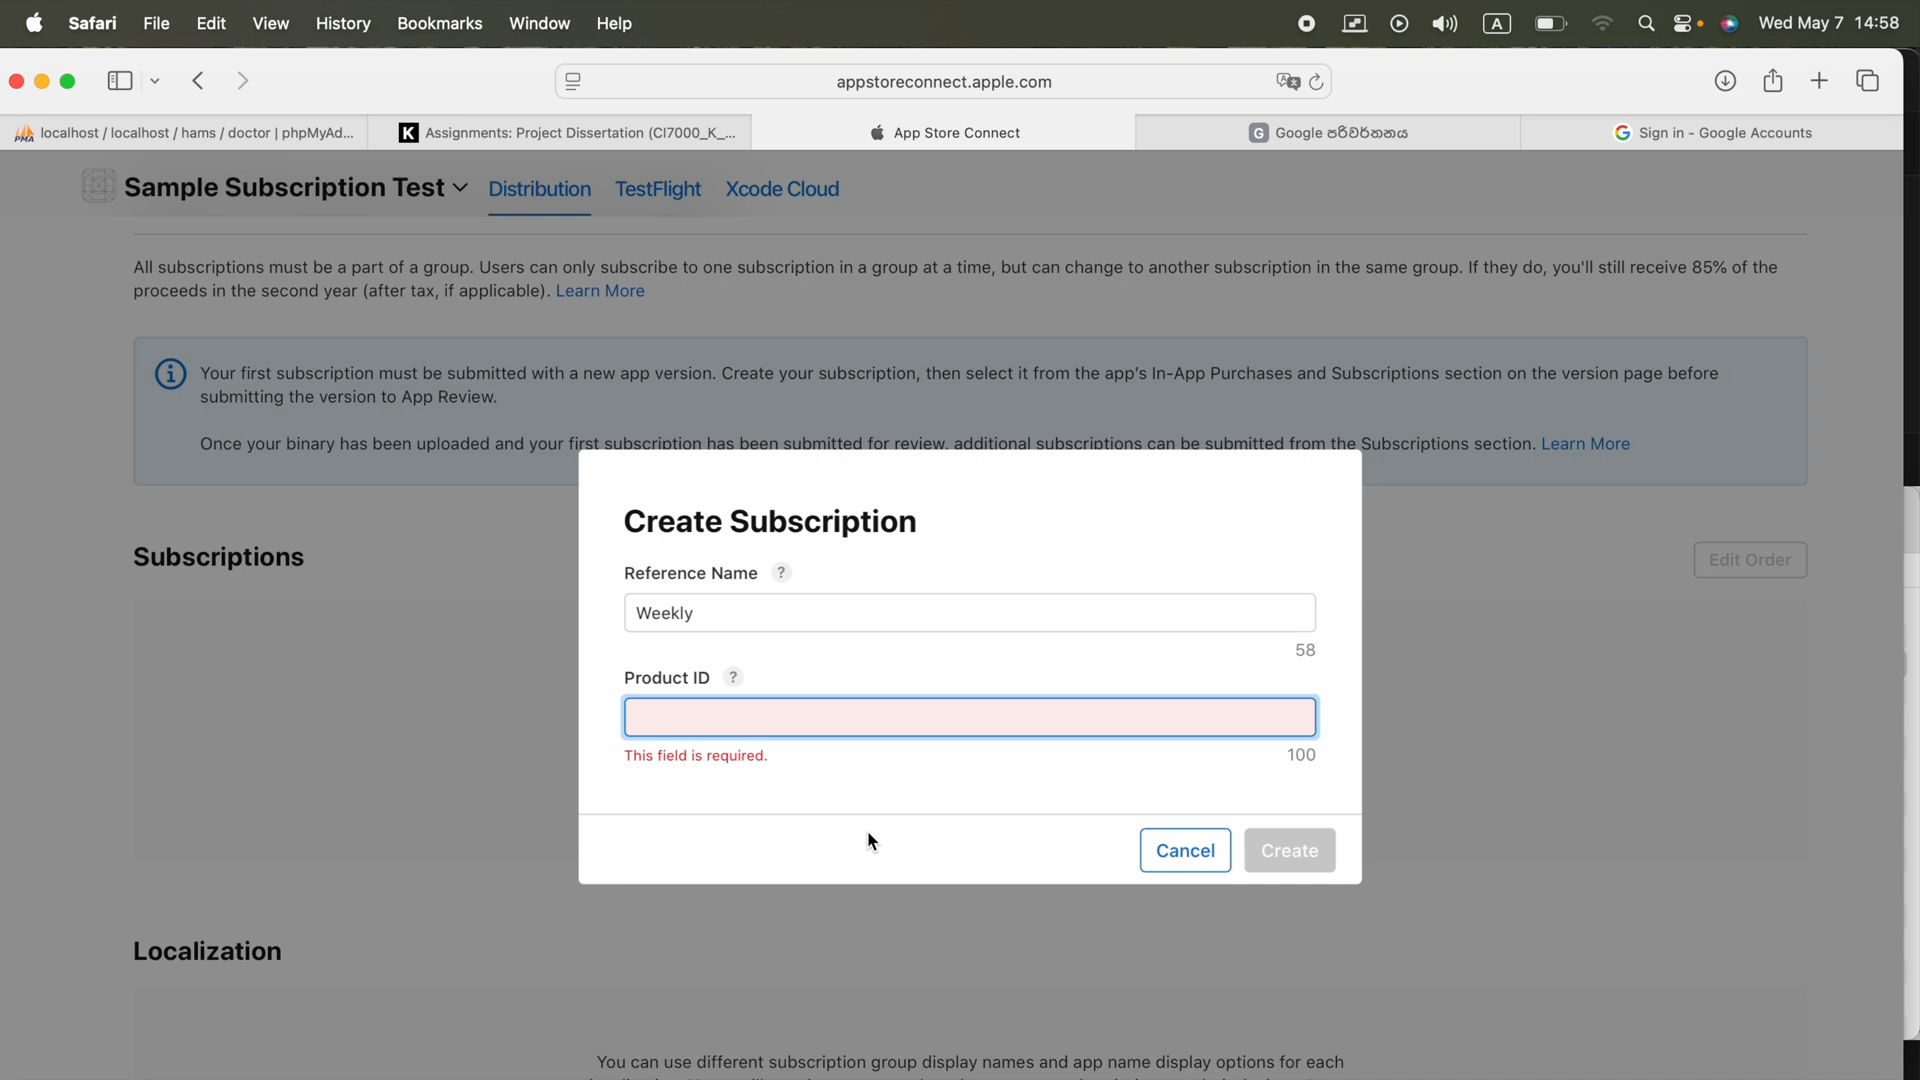 Safari File Edit View History Bookmarks Window Help A Wed May 7 14:58
appstoreconnect.apple.com
PMA localhost / localhost / hams / doctor | phpMyAd... K Assignments: Project Dissertation (CI7000_K_... App Store Connect G Google පරිවර්තනය G Sign in - Google Accounts
Sample Subscription Test Distribution TestFlight Xcode Cloud
All subscriptions must be a part of a group. Users can only subscribe to one subscription in a group at a time, but can change to another subscription in the same group. If they do, you'll still receive 85% of the
proceeds in the second year (after tax, if applicable). Learn More
Your first subscription must be submitted with a new app version. Create your subscription, then select it from the app's In-App Purchases and Subscriptions section on the version page before
submitting the version to App Review.
Once your binary has been uploaded and your first subscription has been submitted for review, additional subscriptions can be submitted from the Subscriptions section. Learn More
Create Subscription
Subscriptions
Edit Order
Reference Name ?
Weekly
58
Product ID ?
This field is required. 100
Cancel Create
Localization
You can use different subscription group display names and app name display options for each